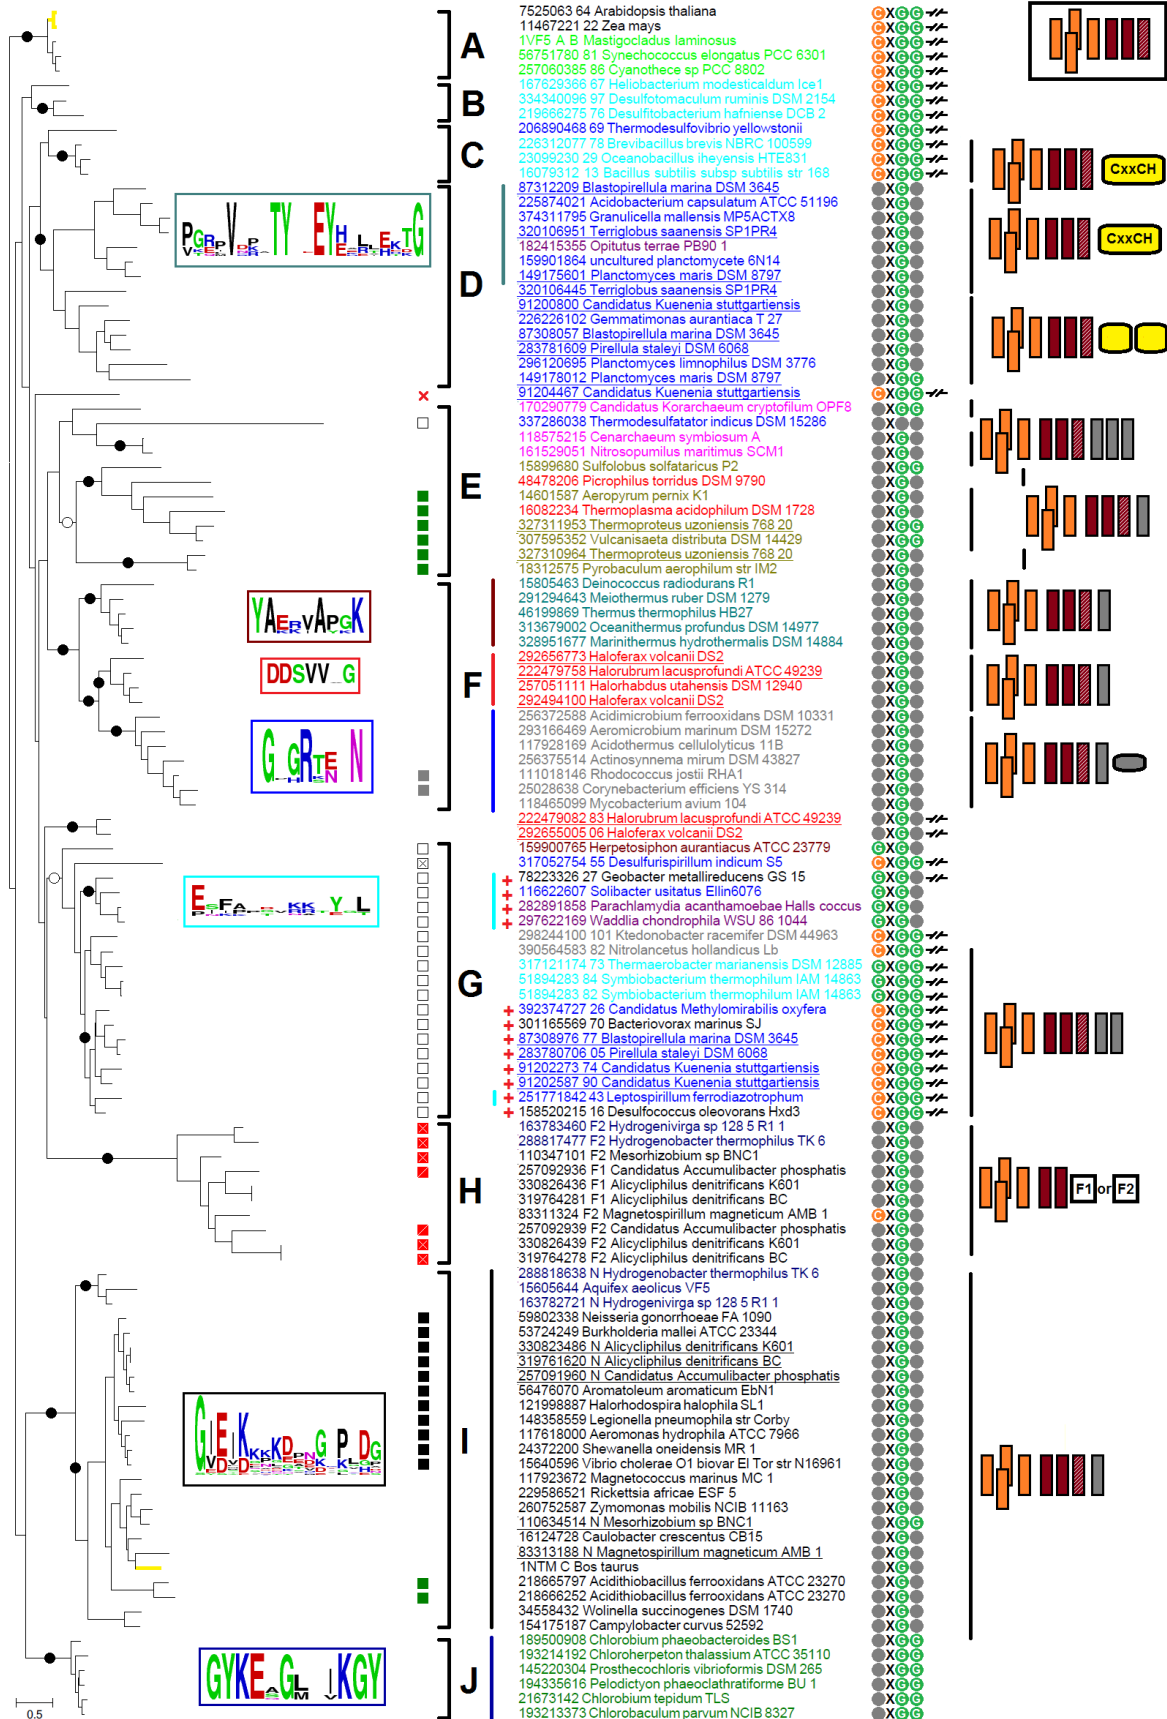 7525063 64 Arabidopsis thaliana
11467221 22 Zea mays
1VF5 A B Mastigocladus laminosus
56751780 81 Synechococcus elongatus PCC 6301
257060385 86 Cyanothece sp PCC 8802
A
167629366 67 Heliobacterium modesticaldum Ice1
334340096 97 Desulfotomaculum ruminis DSM 2154
219666275 76 Desulfitobacterium hafniense DCB 2
B
206890468 69 Thermodesulfovibrio yellowstonii
226312077 78 Brevibacillus brevis NBRC 100599
23099230 29 Oceanobacillus iheyensis HTE831
16079312 13 Bacillus subtilis subsp subtilis str 168
C
CxxCH
87312209 Blastopirellula marina DSM 3645
225874021 Acidobacterium capsulatum ATCC 51196
374311795 Granulicella mallensis MP5ACTX8
320106951 Terriglobus saanensis SP1PR4
182415355 Opitutus terrae PB90 1
159901864 uncultured planctomycete 6N14
149175601 Planctomyces maris DSM 8797
320106445 Terriglobus saanensis SP1PR4
91200800 Candidatus Kuenenia stuttgartiensis
226226102 Gemmatimonas aurantiaca T 27
87308057 Blastopirellula marina DSM 3645
283781609 Pirellula staleyi DSM 6068
296120695 Planctomyces limnophilus DSM 3776
149178012 Planctomyces maris DSM 8797
D
CxxCH
91204467 Candidatus Kuenenia stuttgartiensis
170290779 Candidatus Korarchaeum cryptofilum OPF8
337286038 Thermodesulfatator indicus DSM 15286
118575215 Cenarchaeum symbiosum A
161529051 Nitrosopumilus maritimus SCM1
15899680 Sulfolobus solfataricus P2
48478206 Picrophilus torridus DSM 9790
14601587 Aeropyrum pernix K1
16082234 Thermoplasma acidophilum DSM 1728
327311953 Thermoproteus uzoniensis 768 20
307595352 Vulcanisaeta distributa DSM 14429
327310964 Thermoproteus uzoniensis 768 20
18312575 Pyrobaculum aerophilum str IM2
E
15805463 Deinococcus radiodurans R1
291294643 Meiothermus ruber DSM 1279
46199869 Thermus thermophilus HB27
313679002 Oceanithermus profundus DSM 14977
328951677 Marinithermus hydrothermalis DSM 14884
292656773 Haloferax volcanii DS2
222479758 Halorubrum lacusprofundi ATCC 49239
257051111 Halorhabdus utahensis DSM 12940
292494100 Haloferax volcanii DS2
DDSVV_G
F
256372588 Acidimicrobium ferrooxidans DSM 10331
293166469 Aeromicrobium marinum DSM 15272
117928169 Acidothermus cellulolyticus 11B
256375514 Actinosynnema mirum DSM 43827
111018146 Rhodococcus jostii RHA1
25028638 Corynebacterium efficiens YS 314
118465099 Mycobacterium avium 104
222479082 83 Halorubrum lacusprofundi ATCC 49239
292655005 06 Haloferax volcanii DS2
159900765 Herpetosiphon aurantiacus ATCC 23779
317052754 55 Desulfurispirillum indicum S5
78223326 27 Geobacter metallireducens GS 15
116622607 Solibacter usitatus Ellin6076
282891858 Parachlamydia acanthamoebae Halls coccus
297622169 Waddlia chondrophila WSU 86 1044
298244100 101 Ktedonobacter racemifer DSM 44963
390564583 82 Nitrolancetus hollandicus Lb
317121174 73 Thermaerobacter marianensis DSM 12885
51894283 84 Symbiobacterium thermophilum IAM 14863
51894283 82 Symbiobacterium thermophilum IAM 14863
392374727 26 Candidatus Methylomirabilis oxyfera
301165569 70 Bacteriovorax marinus SJ
87308976 77 Blastopirellula marina DSM 3645
283780706 05 Pirellula staleyi DSM 6068
91202273 74 Candidatus Kuenenia stuttgartiensis
91202587 90 Candidatus Kuenenia stuttgartiensis
251771842 43 Leptospirillum ferrodiazotrophum
158520215 16 Desulfococcus oleovorans Hxd3
G
163783460 F2 Hydrogenivirga sp 128 5 R1 1
288817477 F2 Hydrogenobacter thermophilus TK 6
110347101 F2 Mesorhizobium sp BNC1
257092936 F1 Candidatus Accumulibacter phosphatis
330826436 F1 Alicycliphilus denitrificans K601
319764281 F1 Alicycliphilus denitrificans BC
83311324 F2 Magnetospirillum magneticum AMB 1
257092939 F2 Candidatus Accumulibacter phosphatis
330826439 F2 Alicycliphilus denitrificans K601
319764278 F2 Alicycliphilus denitrificans BC
H
F1 or F2
288818638 N Hydrogenobacter thermophilus TK 6
15605644 Aquifex aeolicus VF5
163782721 N Hydrogenivirga sp 128 5 R1 1
59802338 Neisseria gonorrhoeae FA 1090
53724249 Burkholderia mallei ATCC 23344
330823486 N Alicycliphilus denitrificans K601
319761620 N Alicycliphilus denitrificans BC
257091960 N Candidatus Accumulibacter phosphatis
56476070 Aromatoleum aromaticum EbN1
121998887 Halorhodospira halophila SL1
148358559 Legionella pneumophila str Corby
117618000 Aeromonas hydrophila ATCC 7966
24372200 Shewanella oneidensis MR 1
15640596 Vibrio cholerae O1 biovar El Tor str N16961
117923672 Magnetococcus marinus MC 1
229586521 Rickettsia africae ESF 5
260752587 Zymomonas mobilis NCIB 11163
110634514 N Mesorhizobium sp BNC1
16124728 Caulobacter crescentus CB15
83313188 N Magnetospirillum magneticum AMB 1
1NTM C Bos taurus
218665797 Acidithiobacillus ferrooxidans ATCC 23270
218666252 Acidithiobacillus ferrooxidans ATCC 23270
34558432 Wolinella succinogenes DSM 1740
154175187 Campylobacter curvus 52592
I
189500908 Chlorobium phaeobacteroides BS1
193214192 Chloroherpeton thalassium ATCC 35110
145220304 Prosthecochloris vibrioformis DSM 265
194335616 Pelodictyon phaeoclathratiforme BU 1
21673142 Chlorobium tepidum TLS
193213373 Chlorobaculum parvum NCIB 8327
J
0.5